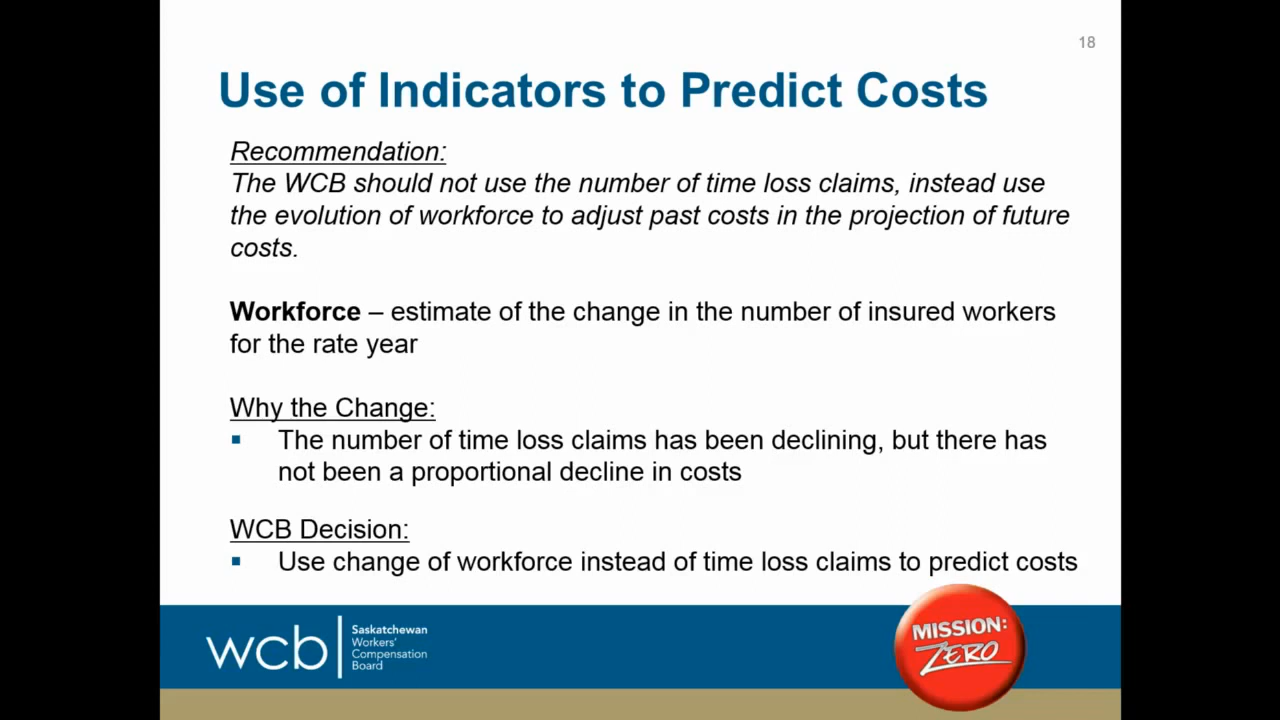 18
Use of Indicators to Predict Costs
Recommendation:
The WCB should not use the number of time loss claims, instead use
the evolution of workforce to adjust past costs in the projection of future
costs.
Workforce – estimate of the change in the number of insured workers
for the rate year
Why the Change:
▪ The number of time loss claims has been declining, but there has
not been a proportional decline in costs
WCB Decision:
▪ Use change of workforce instead of time loss claims to predict costs
wcb
Saskatchewan
Workers'
Compensation
Board
MISSION:
ZERO